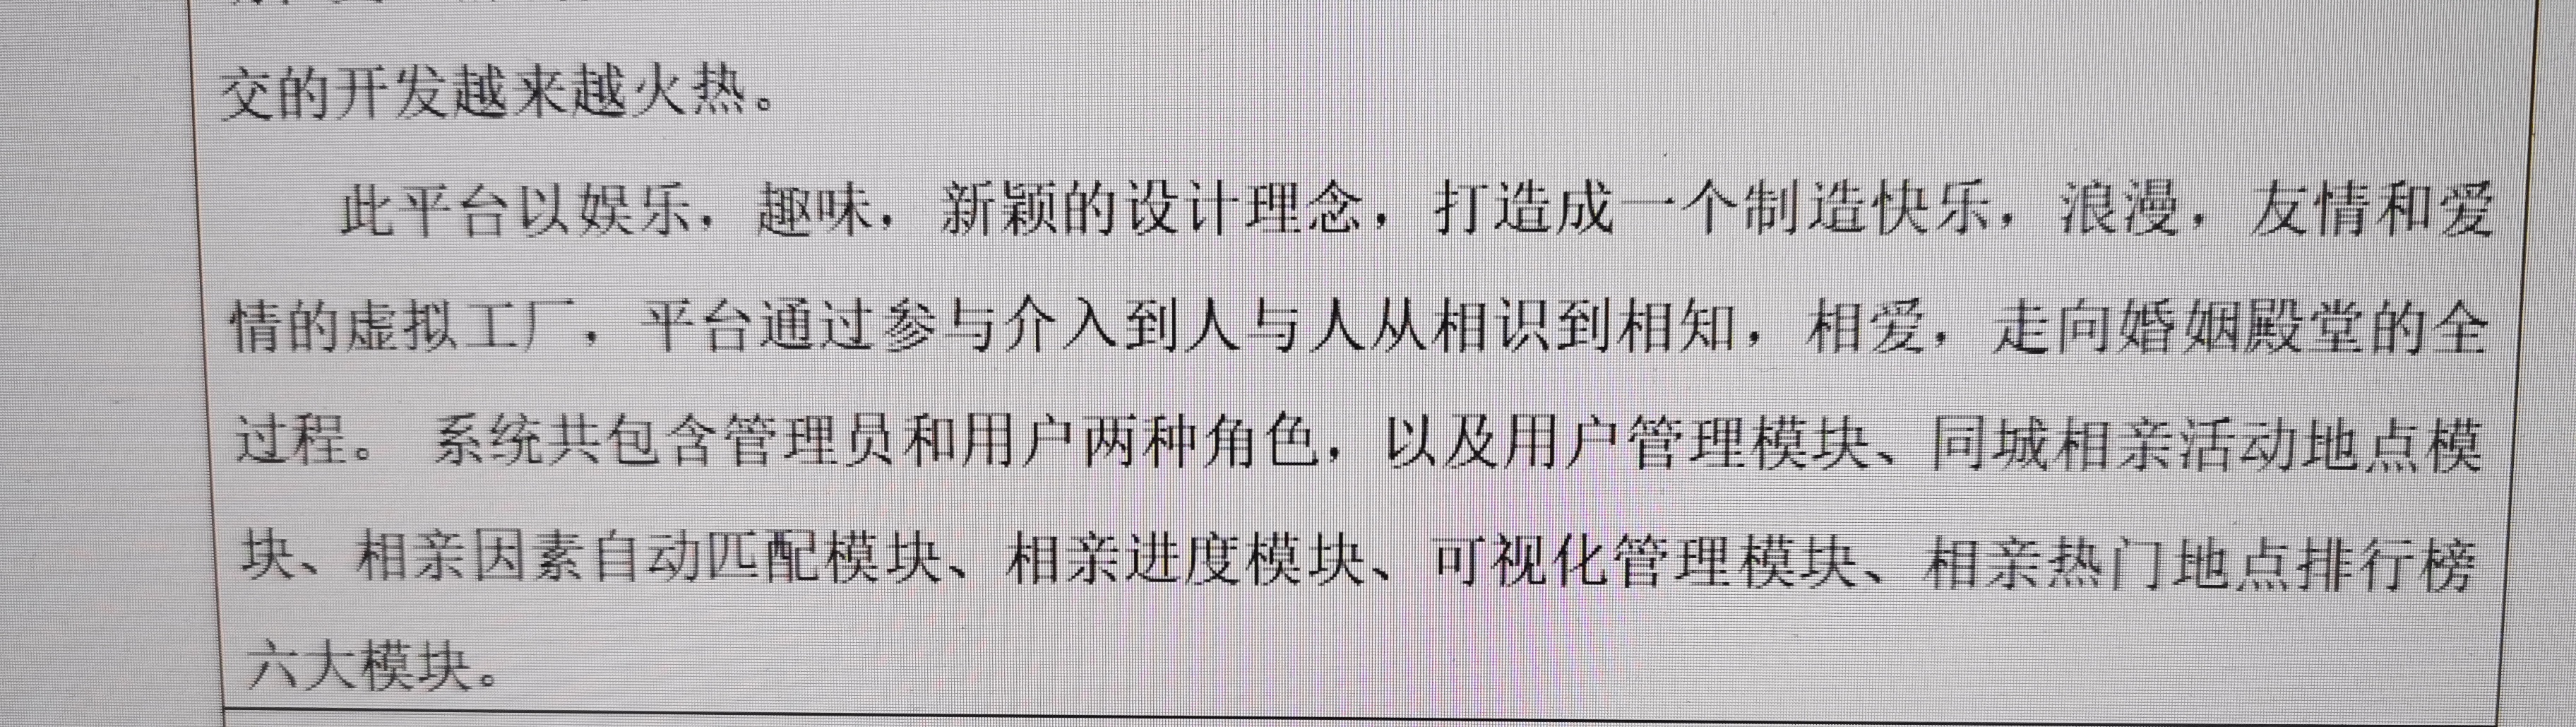 交的开发越来越火热。
此平台以娱乐，趣味，新颖的设计理念，打造成一个制造快乐，浪漫，友情和爱
情的虚拟工厂，平台通过参与介入到人与人从相识到相知，相爱，走向婚姻殿堂的全
过程。 系统共包含管理员和用户两种角色，以及用户管理模块、同城相亲活动地点模
块、相亲因素自动匹配模块、相亲进度模块、可视化管理模块、相亲热门地点排行榜
六大模块。